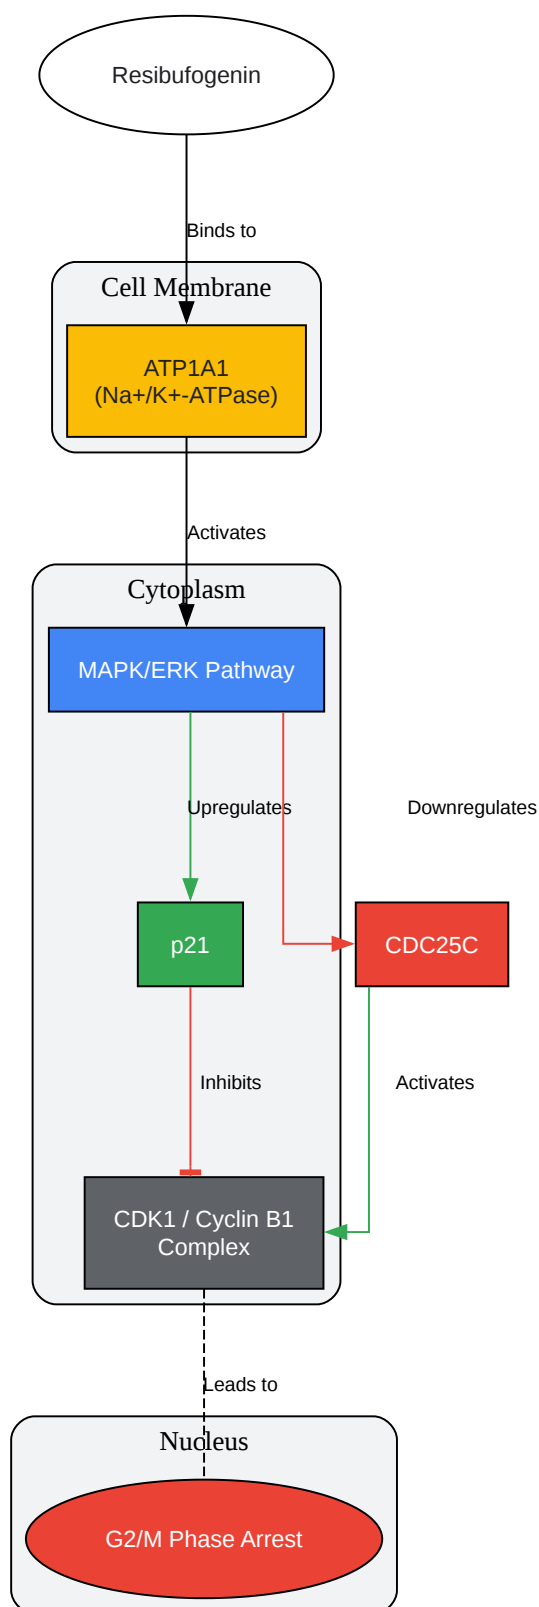 Resibufogenin
Binds to
Cell Membrane
ATP1A1
(Na+/K+-ATPase)
Activates
Cytoplasm
MAPK/ERK Pathway
Upregulates
Downregulates
p21
CDC25C
Inhibits
Activates
CDK1 / Cyclin B1
Complex
Leads to
Nucleus
G2/M Phase Arrest